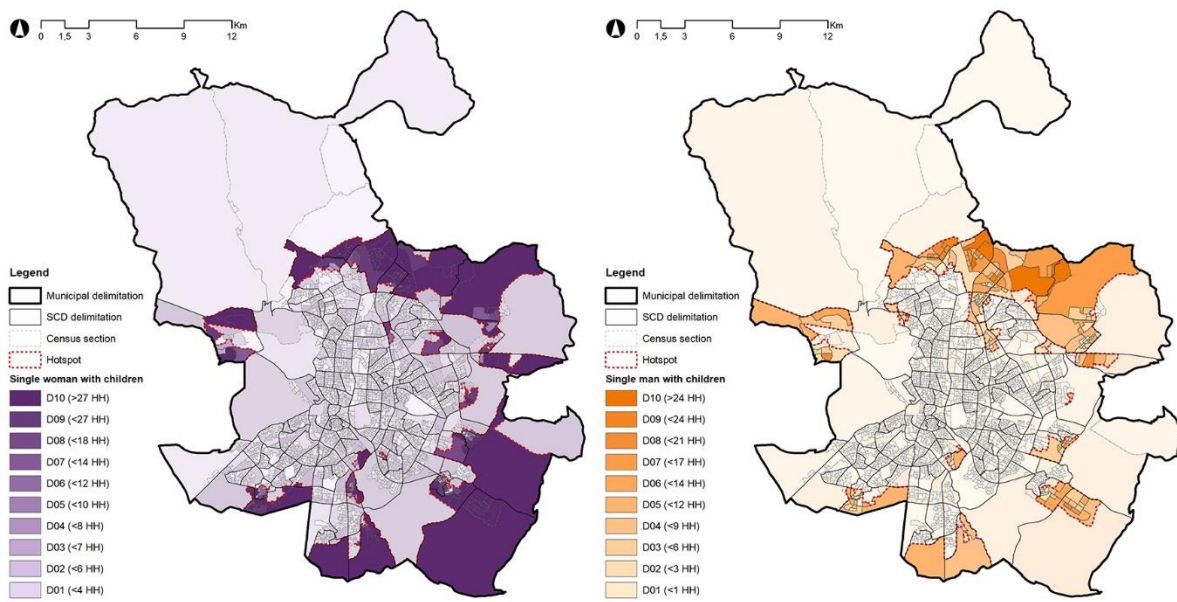 Km
0 1,5 3 6 9 12
Legend
Municipal delimitation
SCD delimitation
Census section
Hotspot
Single woman with children
D10 (>27 HH)
D09 (<27 HH)
D08 (<18 HH)
D07 (<14 HH)
D06 (<12 HH)
D05 (<10 HH)
D04 (<8 HH)
D03 (<7 HH)
D02 (<6 HH)
D01 (<4 HH)
Km
0 1,5 3 6 9 12
Legend
Municipal delimitation
SCD delimitation
Census section
Hotspot
Single man with children
D10 (>24 HH)
D09 (<24 HH)
D08 (<21 HH)
D07 (<17 HH)
D06 (<14 HH)
D05 (<12 HH)
D04 (<9 HH)
D03 (<6 HH)
D02 (<3 HH)
D01 (<1 HH)